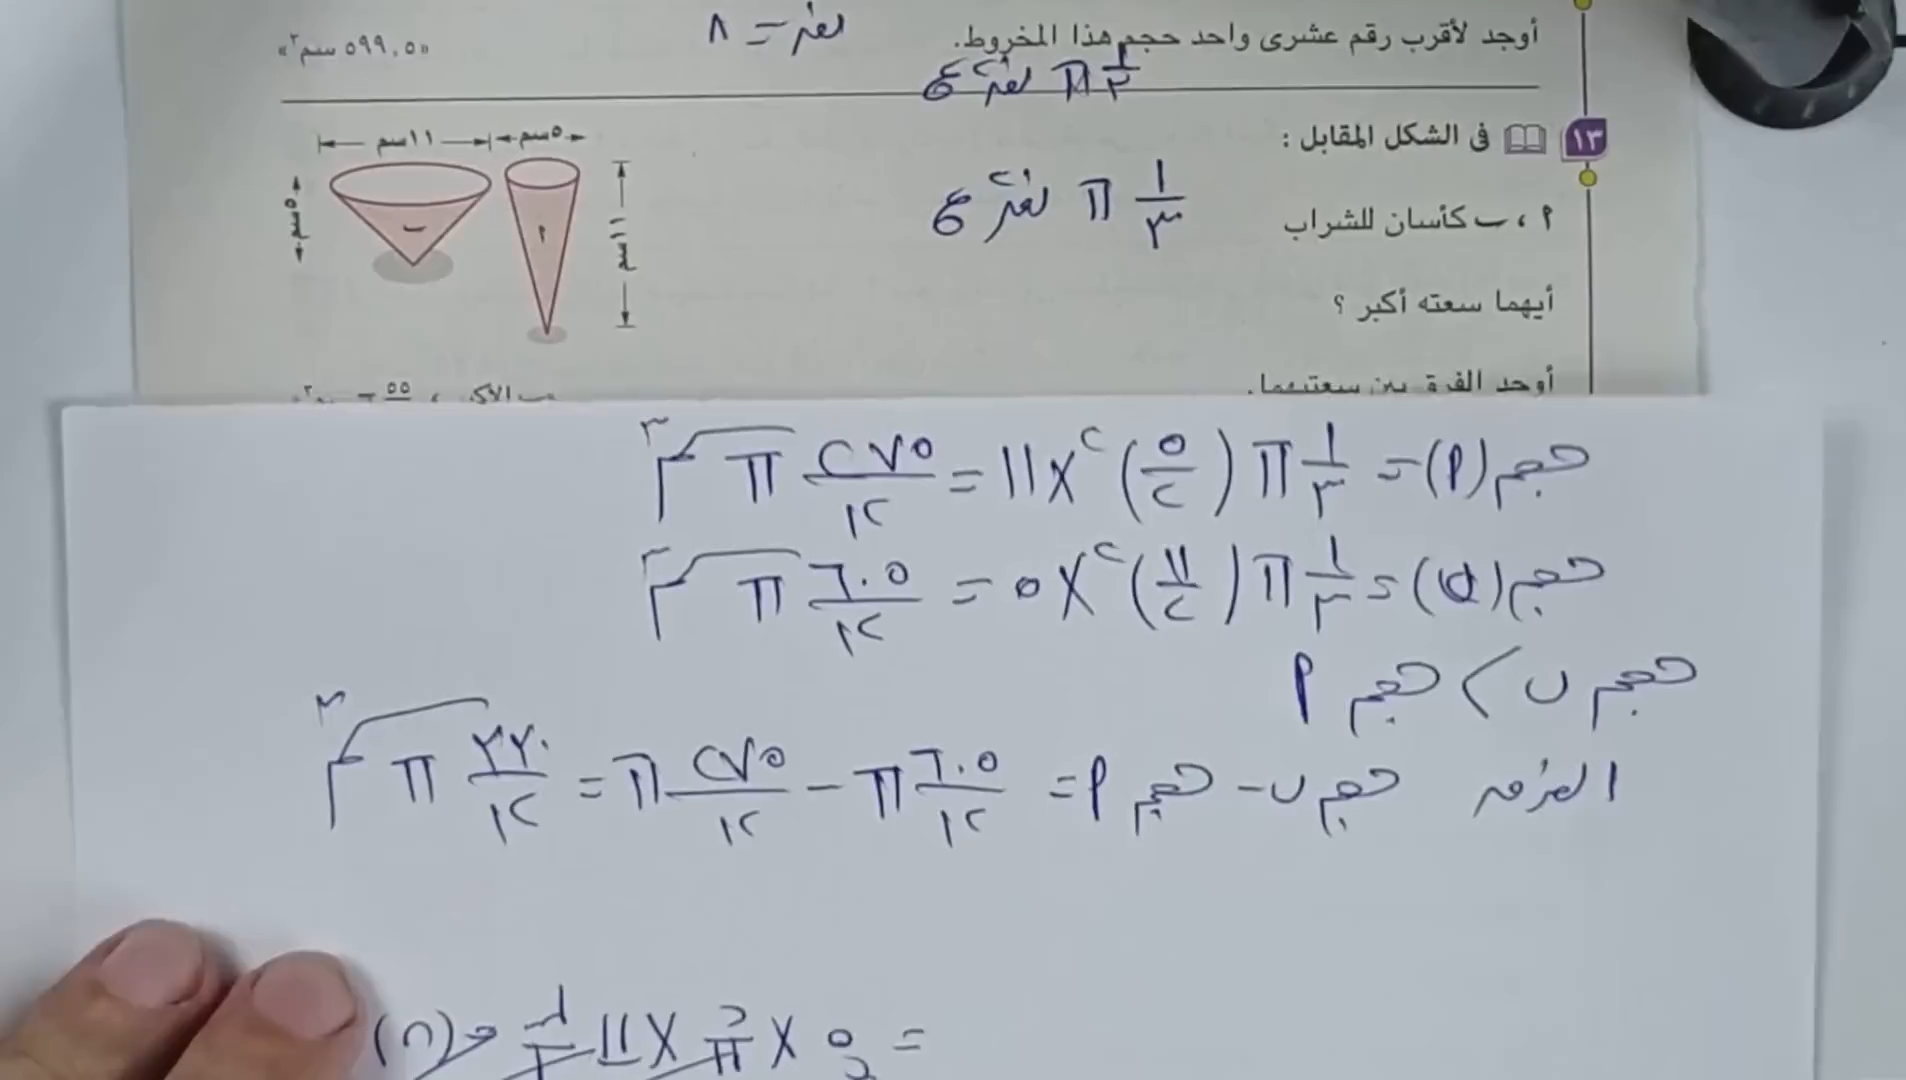 أوجد لأقرب رقم عشرى واحد حجم هذا المخروط.
«٥٩٩,٥ سم٣»
نق = ٨
١/٣ π نق٢ ع
١٣ فى الشكل المقابل :
١١سم ٥سم
٥سم
ب
أ
١١سم
١/٣ π نق٢ ع
أ ، ب كأسان للشراب
أيهما سعته أكبر ؟
أوجد الفرق بين سعتيهما.
حجم (أ) = ١/٣ π (٥/٢)٢ × ١١ = ٢٧٥/١٢ π سم٣
حجم (ب) = ١/٣ π (١١/٢)٢ × ٥ = ٦٠٥/١٢ π سم٣
حجم ب > حجم أ
الفرق حجم ب - حجم أ = ٦٠٥/١٢ π - ٢٧٥/١٢ π = ٣٣٠/١٢ π سم٣